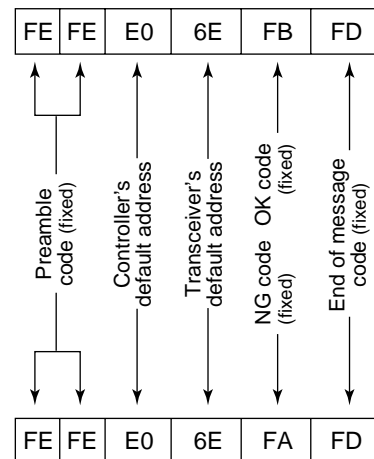 FE FE E0 6E FB FD
Preamble
code (fixed)
Controller's
default address
Transceiver's
default address
OK code
(fixed)
NG code
(fixed)
End of message
code (fixed)
FE FE E0 6E FA FD